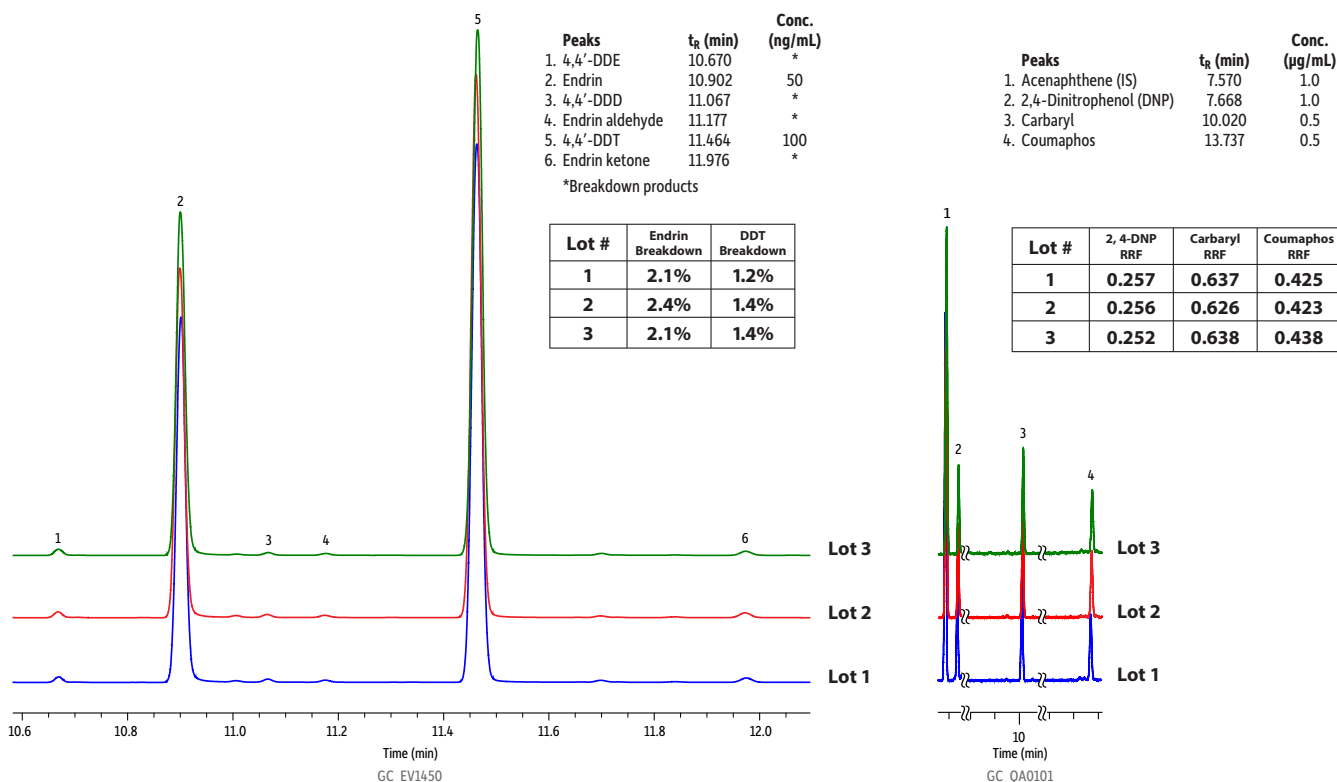 Conc.
Peaks tR (min) (ng/mL)
1. 4,4′-DDE 10.670 *
2. Endrin 10.902 50
3. 4,4′-DDD 11.067 *
4. Endrin aldehyde 11.177 *
5. 4,4′-DDT 11.464 100
6. Endrin ketone 11.976 *
*Breakdown products
Lot # Endrin Breakdown DDT Breakdown
1 2.1% 1.2%
2 2.4% 1.4%
3 2.1% 1.4%
1
2
3
4
5
6
Lot 3
Lot 2
Lot 1
10.6 10.8 11.0 11.2 11.4 11.6 11.8 12.0
Time (min)
GC_EV1450
Conc.
Peaks tR (min) (µg/mL)
1. Acenaphthene (IS) 7.570 1.0
2. 2,4-Dinitrophenol (DNP) 7.668 1.0
3. Carbaryl 10.020 0.5
4. Coumaphos 13.737 0.5
Lot # 2, 4-DNP RRF Carbaryl RRF Coumaphos RRF
1 0.257 0.637 0.425
2 0.256 0.626 0.423
3 0.252 0.638 0.438
1
2
3
4
Lot 3
Lot 2
Lot 1
10
Time (min)
GC_QA0101